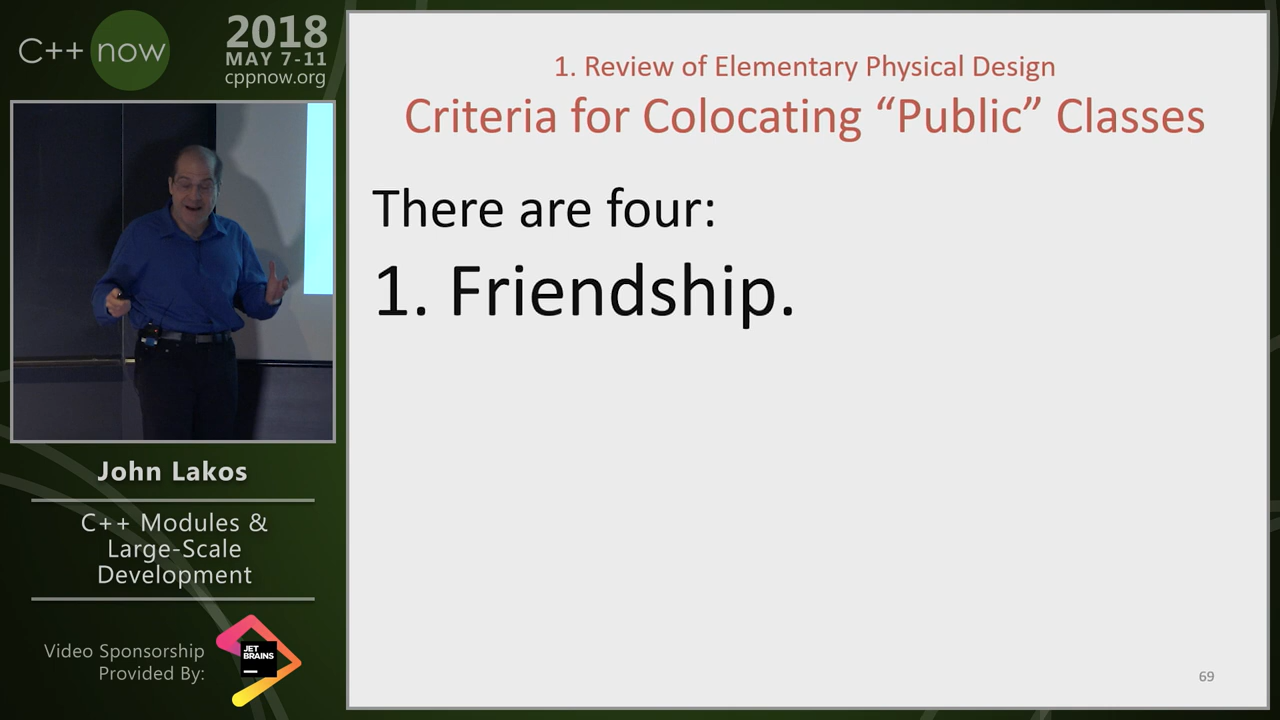 C++ now
2018
MAY 7-11
cppnow.org
John Lakos
C++ Modules &
Large-Scale
Development
Video Sponsorship
Provided By:
JET
BRAINS
1. Review of Elementary Physical Design
Criteria for Colocating “Public” Classes
There are four:
1. Friendship.
69